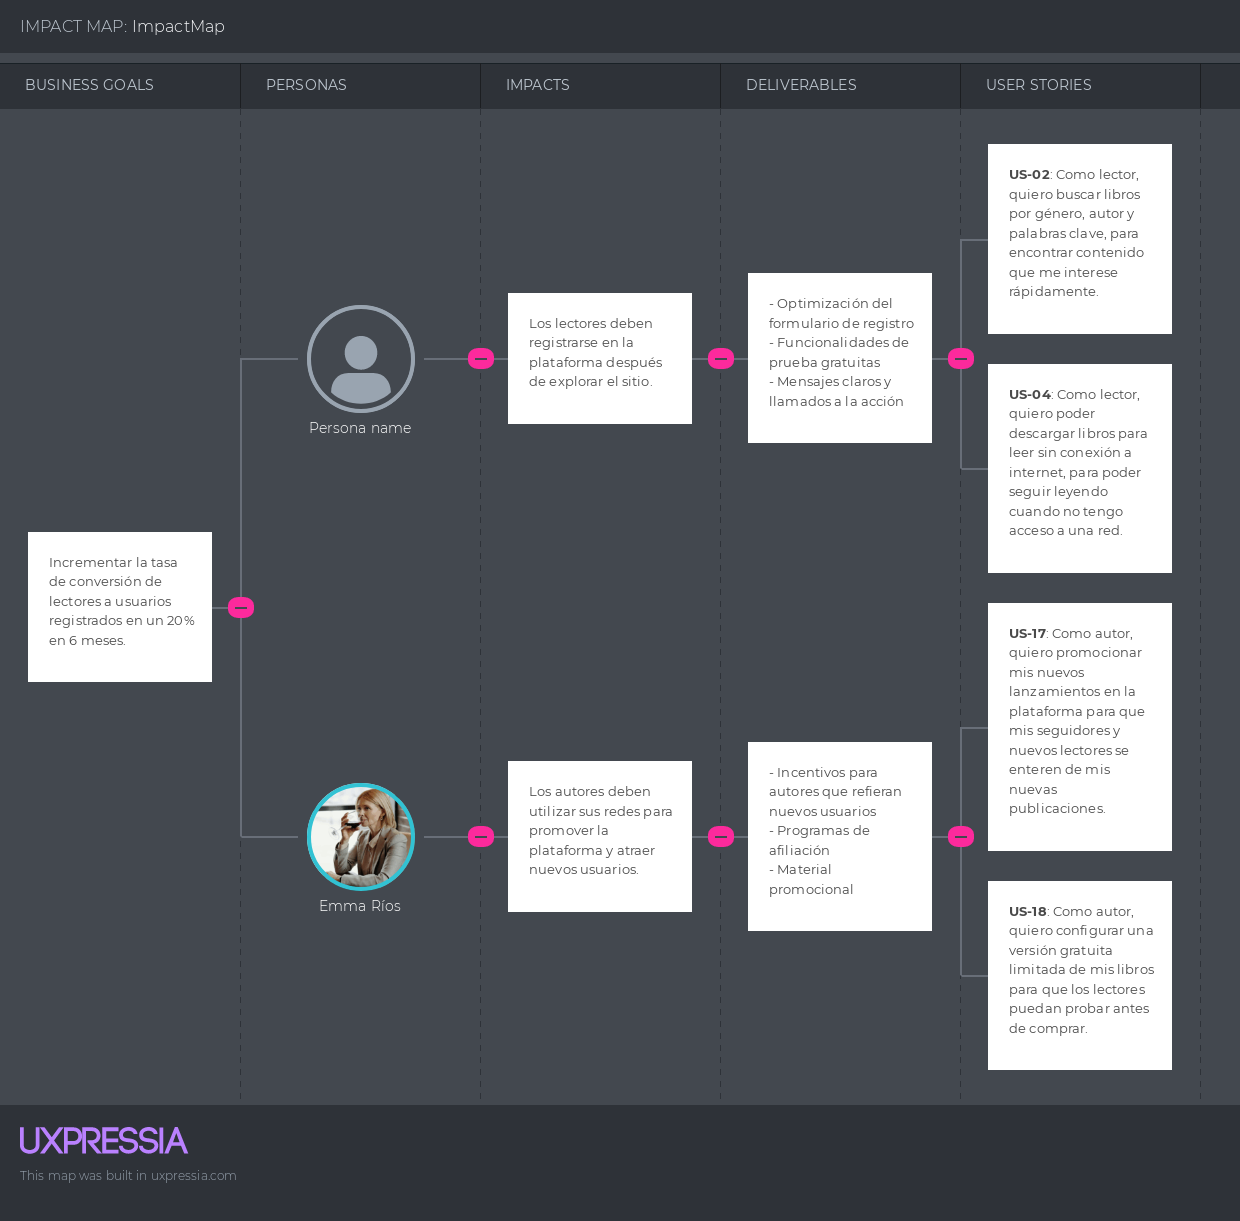 IMPACT MAP: ImpactMap
BUSINESS GOALS
PERSONAS
IMPACTS
DELIVERABLES
USER STORIES
Incrementar la tasa
de conversión de
lectores a usuarios
registrados en un 20%
en 6 meses.
Persona name
Los lectores deben
registrarse en la
plataforma después
de explorar el sitio.
- Optimización del
formulario de registro
- Funcionalidades de
prueba gratuitas
- Mensajes claros y
llamados a la acción
US-02: Como lector,
quiero buscar libros
por género, autor y
palabras clave, para
encontrar contenido
que me interese
rápidamente.
US-04: Como lector,
quiero poder
descargar libros para
leer sin conexión a
internet, para poder
seguir leyendo
cuando no tengo
acceso a una red.
Emma Ríos
Los autores deben
utilizar sus redes para
promover la
plataforma y atraer
nuevos usuarios.
- Incentivos para
autores que refieran
nuevos usuarios
- Programas de
afiliación
- Material
promocional
US-17: Como autor,
quiero promocionar
mis nuevos
lanzamientos en la
plataforma para que
mis seguidores y
nuevos lectores se
enteren de mis
nuevas
publicaciones.
US-18: Como autor,
quiero configurar una
versión gratuita
limitada de mis libros
para que los lectores
puedan probar antes
de comprar.
UXPRESSIA
This map was built in uxpressia.com